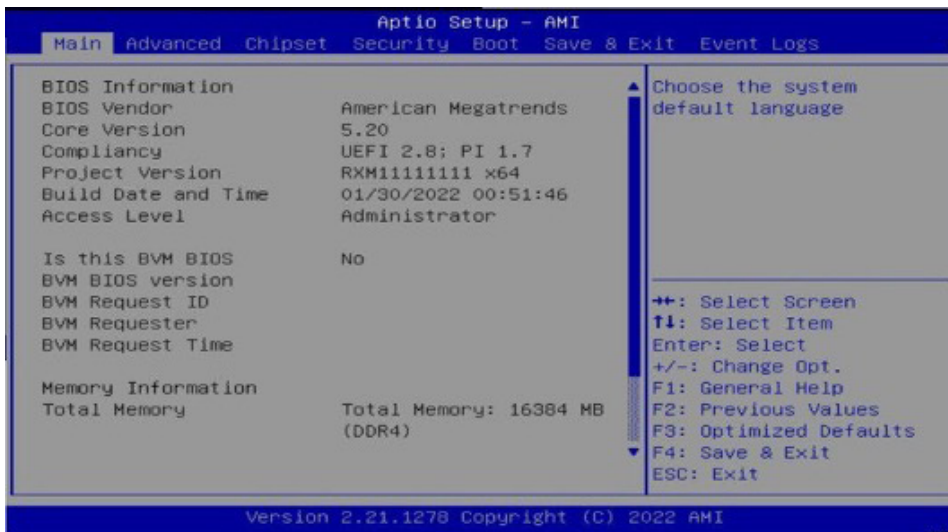 Aptio Setup – AMI
Main Advanced Chipset Security Boot Save & Exit Event Logs
BIOS Information
BIOS Vendor American Megatrends
Core Version 5.20
Compliancy UEFI 2.8; PI 1.7
Project Version RXM11111111 x64
Build Date and Time 01/30/2022 00:51:46
Access Level Administrator
Is this BVM BIOS No
BVM BIOS version
BVM Request ID
BVM Requester
BVM Request Time
Memory Information
Total Memory Total Memory: 16384 MB
(DDR4)
Choose the system
default language
→←: Select Screen
↑↓: Select Item
Enter: Select
+/-: Change Opt.
F1: General Help
F2: Previous Values
F3: Optimized Defaults
F4: Save & Exit
ESC: Exit
Version 2.21.1278 Copyright (C) 2022 AMI